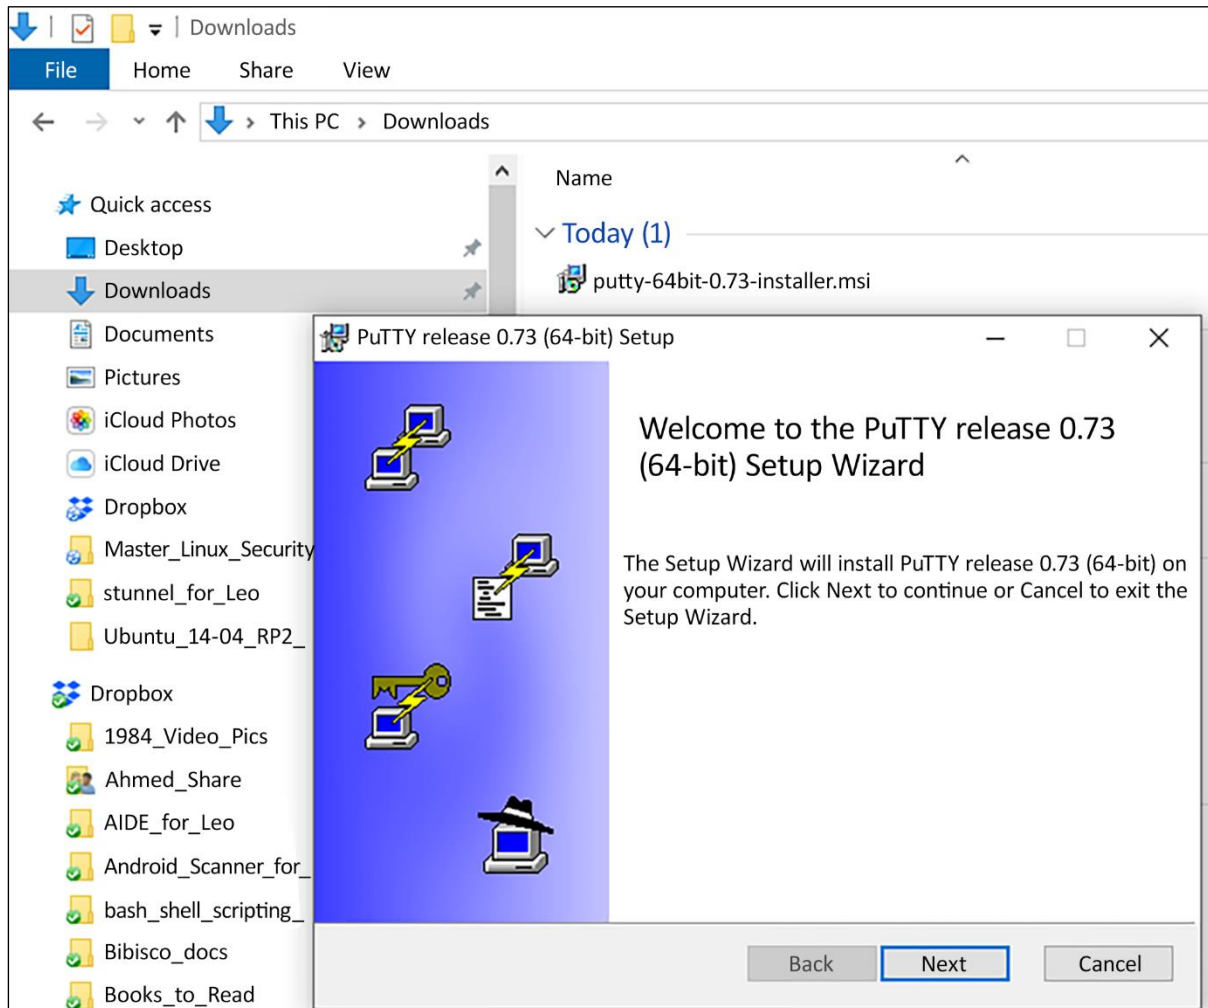 Downloads
File Home Share View
This PC > Downloads
Name
Quick access
Today (1)
Desktop
putty-64bit-0.73-installer.msi
Downloads
Documents
Pictures
iCloud Photos
iCloud Drive
Dropbox
Master_Linux_Security
stunnel_for_Leo
Ubuntu_14-04_RP2_
Dropbox
1984_Video_Pics
Ahmed_Share
AIDE_for_Leo
Android_Scanner_for_
bash_shell_scripting_
Bibisco_docs
Books_to_Read
PuTTY release 0.73 (64-bit) Setup
Welcome to the PuTTY release 0.73
(64-bit) Setup Wizard
The Setup Wizard will install PuTTY release 0.73 (64-bit) on
your computer. Click Next to continue or Cancel to exit the
Setup Wizard.
Back Next Cancel